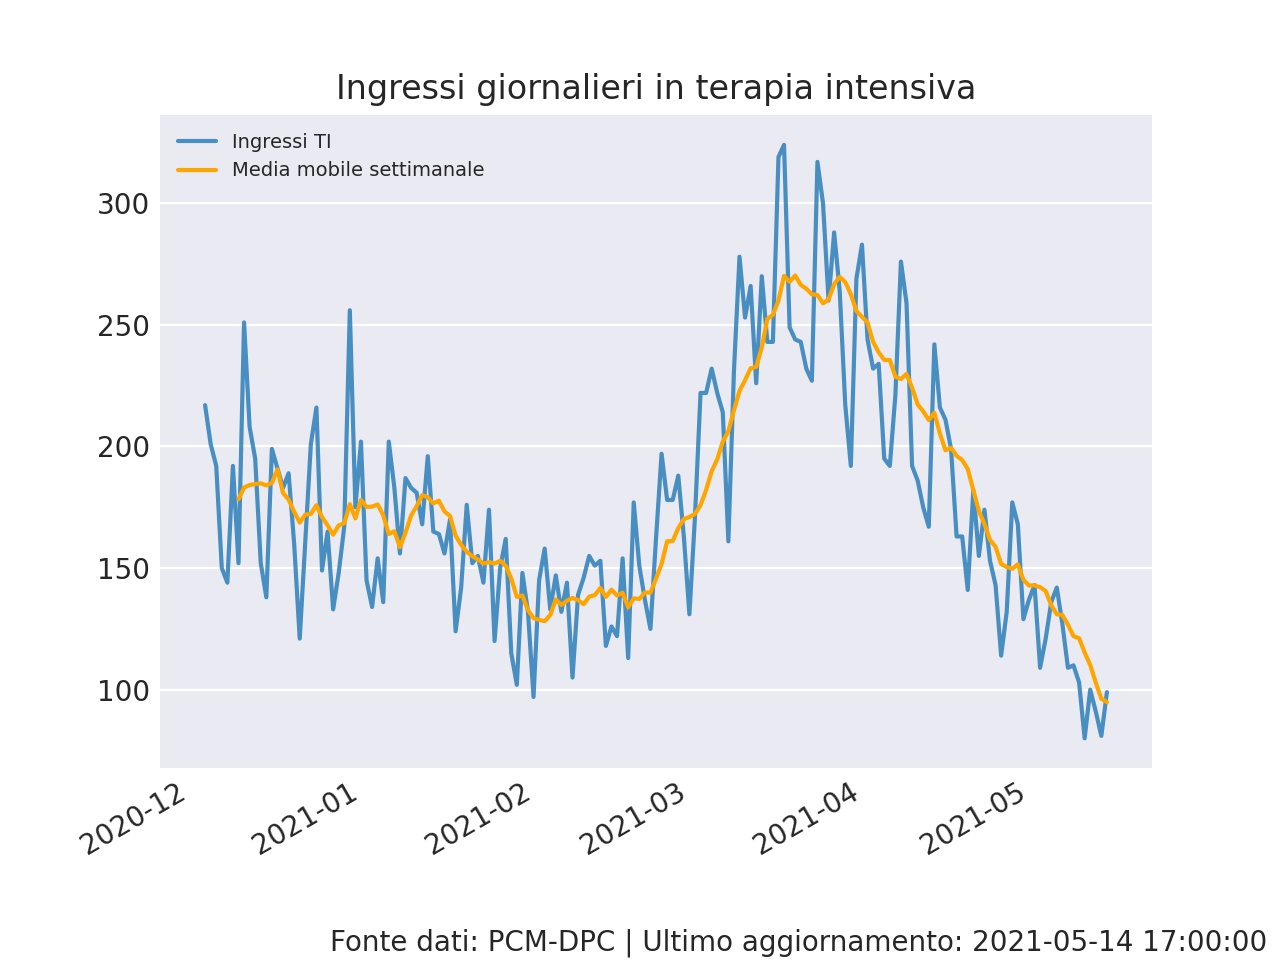 Ingressi giornalieri in terapia intensiva
Ingressi TI
Media mobile settimanale
300
250
200
150
100
2020-12
2021-01
2021-02
2021-03
2021-04
2021-05
Fonte dati: PCM-DPC | Ultimo aggiornamento: 2021-05-14 17:00:00